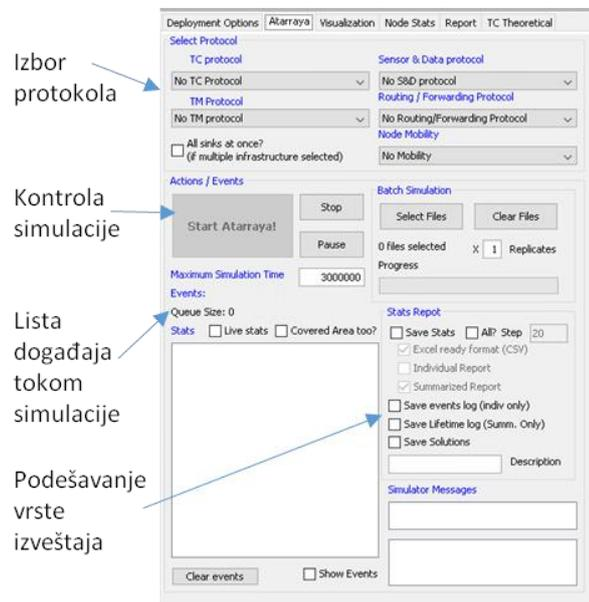 Izbor
protokola
Kontrola
simulacije
Lista
događaja
tokom
simulacije
Podešavanje
vrste
izveštaja
Deployment Options Atarraya Visualization Node Stats Report TC Theoretical
Select Protocol
TC protocol
Sensor & Data protocol
No TC Protocol
No S&D protocol
TM Protocol
Routing / Forwarding Protocol
No TM protocol
No Routing/Forwarding Protocol
Node Mobility
All sinks at once?
(if multiple infrastructure selected)
No Mobility
Actions / Events
Start Atarraya!
Stop
Pause
Batch Simulation
Select Files
Clear Files
0 files selected X 1 Replicates
Progress
Maximum Simulation Time 3000000
Events:
Queue Size: 0
Stats Live stats Covered Area too?
Stats Repot
Save Stats All? Step 20
Excel ready format (CSV)
Individual Report
Summarized Report
Save events log (indiv only)
Save Lifetime log (Summ. Only)
Save Solutions
Description
Simulator Messages
Clear events
Show Events